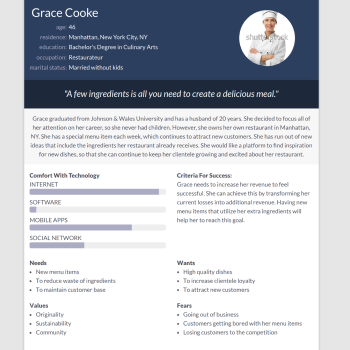 Grace Cooke
age: 46
residence: Manhattan, New York City, NY
education: Bachelor's Degree in Culinary Arts
occupation: Restaurateur
marital status: Married without kids
shutterstock
"A few ingredients is all you need to create a delicious meal."
Grace graduated from Johnson & Wales University and has a husband of 20 years. She decided to focus all of
her attention on her career, so she never had children. However, she owns her own restaurant in Manhattan,
NY. She has a special menu item each week, which continues to attract new customers. She has run out of new
ideas that include the ingredients her restaurant already receives. She would like a platform to find inspiration
for new dishes, so that she can continue to keep her clientele growing and excited about her restaurant.
Comfort With Technology
INTERNET
SOFTWARE
MOBILE APPS
SOCIAL NETWORK
Criteria For Success:
Grace needs to increase her revenue to feel
successful. She can achieve this by transforming her
current losses into additional revenue. Having new
menu items that utilize her extra ingredients will
help her to reach this goal.
Needs
• New menu items
• To reduce waste of ingredients
• To maintain customer base
Wants
• High quality dishes
• To increase clientele loyalty
• To attract new customers
Values
• Originality
• Sustainability
• Community
Fears
• Going out of business
• Customers getting bored with her menu items
• Losing customers to the competition